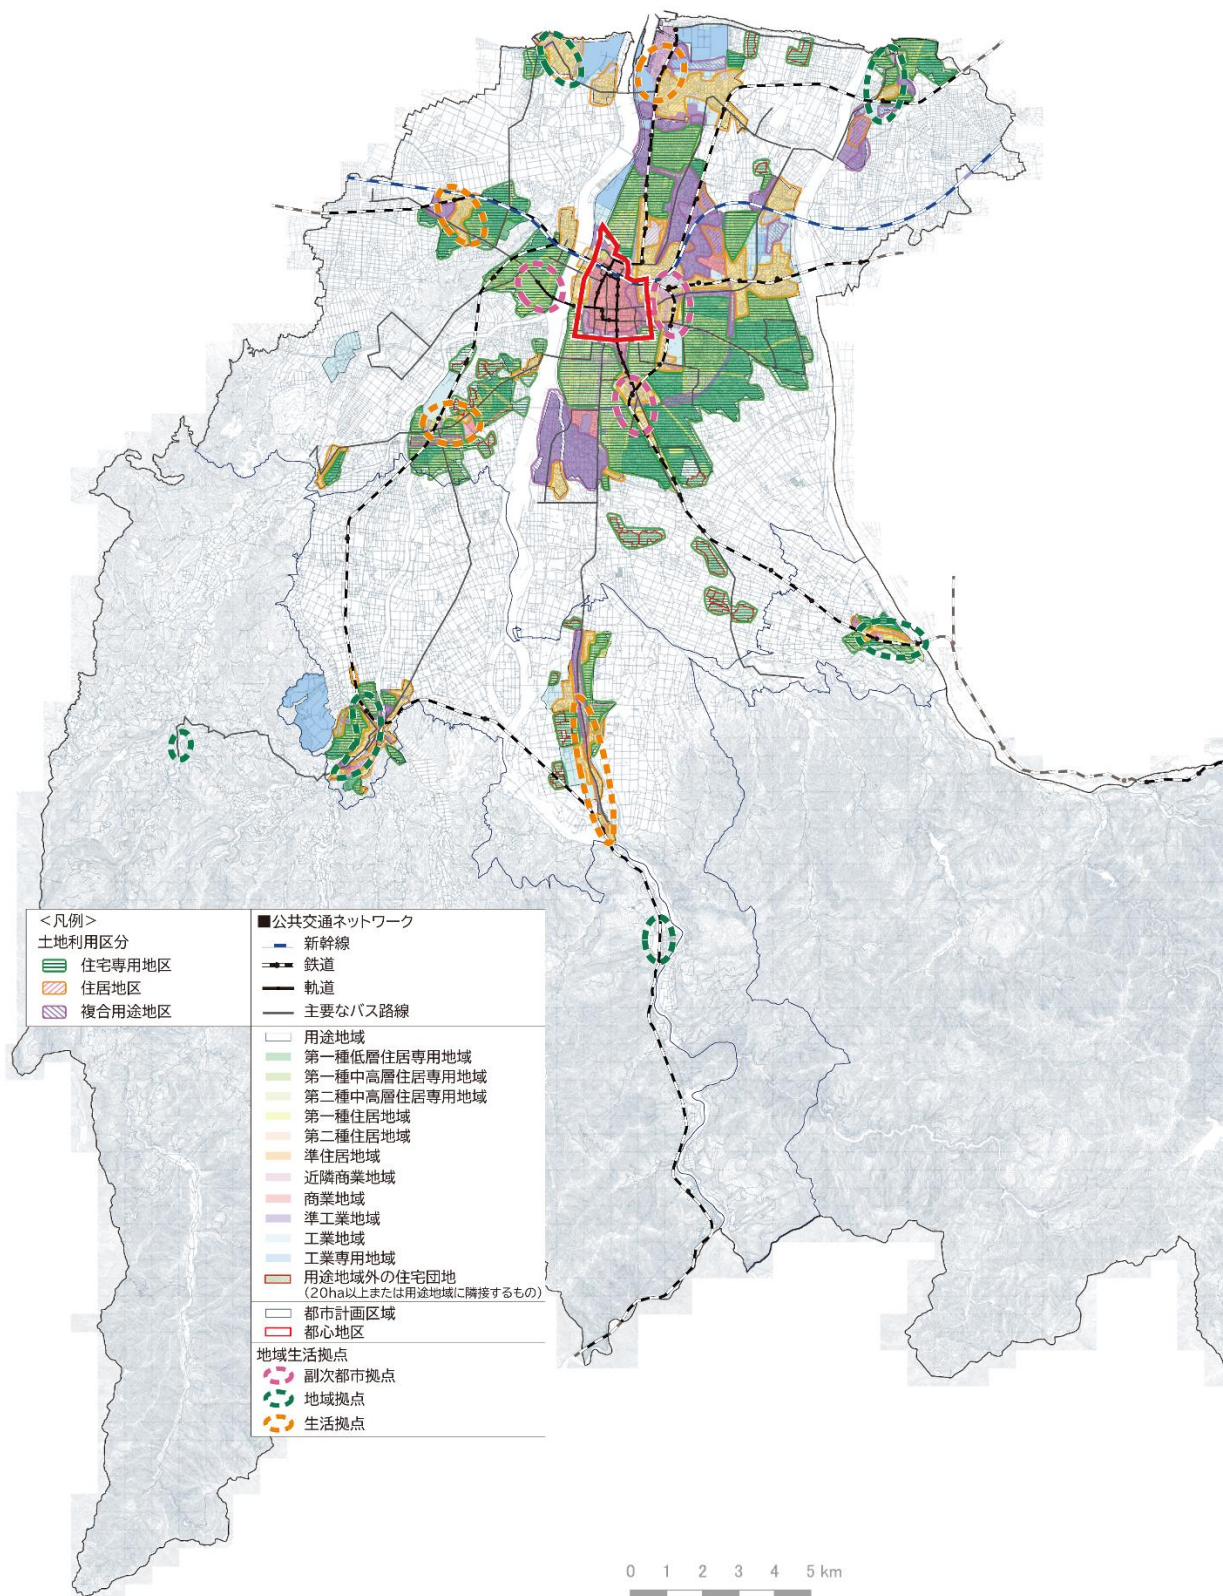 ＜凡例＞
土地利用区分
住宅専用地区
住居地区
複合用途地区
■公共交通ネットワーク
新幹線
鉄道
軌道
主要なバス路線
用途地域
第一種低層住居専用地域
第一種中高層住居専用地域
第二種中高層住居専用地域
第一種住居地域
第二種住居地域
準住居地域
近隣商業地域
商業地域
準工業地域
工業地域
工業専用地域
用途地域外の住宅団地
(20ha以上または用途地域に隣接するもの)
都市計画区域
都心地区
地域生活拠点
副次都市拠点
地域拠点
生活拠点
0 1 2 3 4 5 km